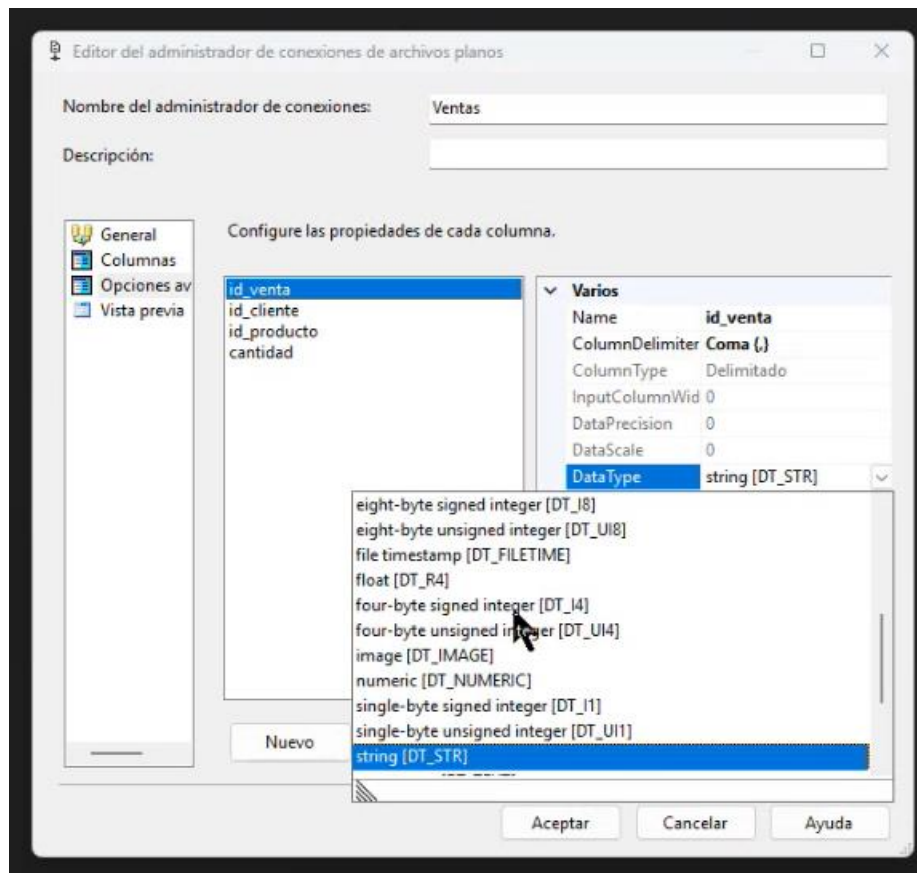 Editor del administrador de conexiones de archivos planos
Nombre del administrador de conexiones: Ventas
Descripción:
Configure las propiedades de cada columna.
General
Columnas
Opciones av
Vista previa
id_venta
id_cliente
id_producto
cantidad
Varios
Name id_venta
ColumnDelimiter Coma {,}
ColumnType Delimitado
InputColumnWid 0
DataPrecision 0
DataScale 0
DataType string [DT_STR]
eight-byte signed integer [DT_I8]
eight-byte unsigned integer [DT_UI8]
file timestamp [DT_FILETIME]
float [DT_R4]
four-byte signed integer [DT_I4]
four-byte unsigned integer [DT_UI4]
image [DT_IMAGE]
numeric [DT_NUMERIC]
single-byte signed integer [DT_I1]
single-byte unsigned integer [DT_UI1]
string [DT_STR]
Nuevo
Aceptar Cancelar Ayuda